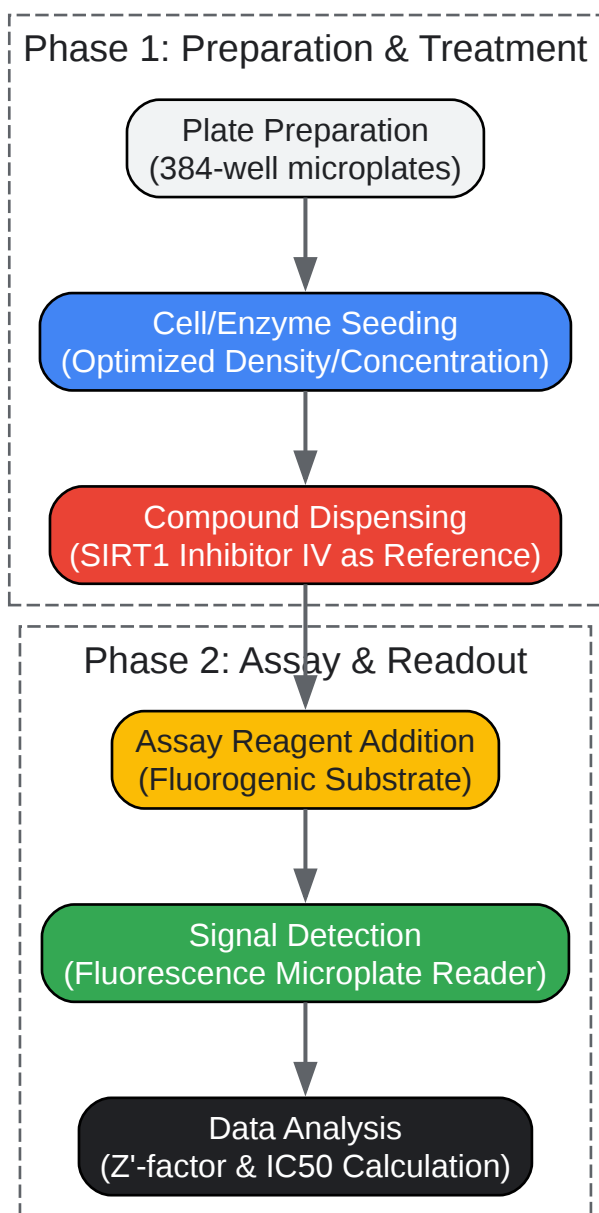 Phase 1: Preparation & Treatment
Plate Preparation
(384-well microplates)
Cell/Enzyme Seeding
(Optimized Density/Concentration)
Compound Dispensing
(SIRT1 Inhibitor IV as Reference)
Phase 2: Assay & Readout
Assay Reagent Addition
(Fluorogenic Substrate)
Signal Detection
(Fluorescence Microplate Reader)
Data Analysis
(Z'-factor & IC50 Calculation)